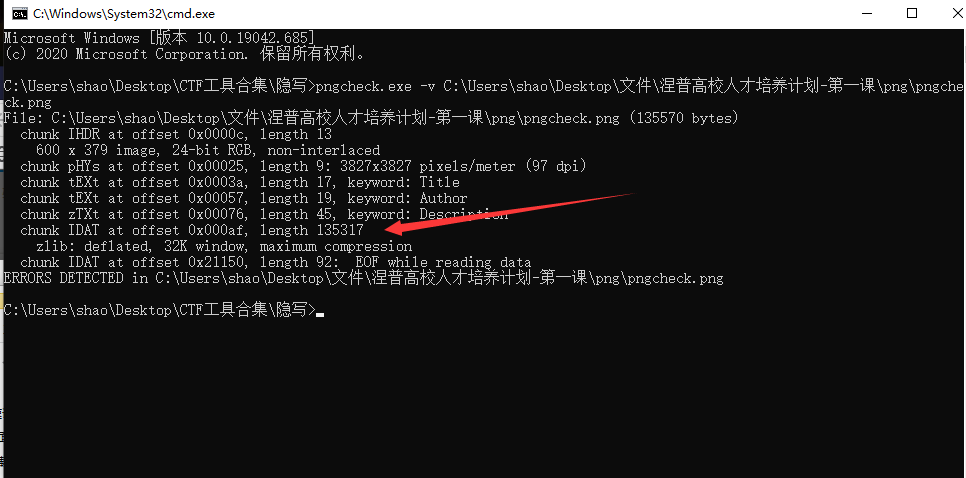 C:\Windows\System32\cmd.exe
Microsoft Windows [版本 10.0.19042.685]
(c) 2020 Microsoft Corporation. 保留所有权利。
C:\Users\shao\Desktop\CTF工具合集\隐写>pngcheck.exe -v C:\Users\shao\Desktop\文件\涅普高校人才培养计划-第一课\png\pngche
ck.png
File: C:\Users\shao\Desktop\文件\涅普高校人才培养计划-第一课\png\pngcheck.png (135570 bytes)
chunk IHDR at offset 0x0000c, length 13
600 x 379 image, 24-bit RGB, non-interlaced
chunk pHYs at offset 0x00025, length 9: 3827x3827 pixels/meter (97 dpi)
chunk tEXt at offset 0x0003a, length 17, keyword: Title
chunk tEXt at offset 0x00057, length 19, keyword: Author
chunk zTXt at offset 0x00076, length 45, keyword: Description
chunk IDAT at offset 0x000af, length 135317
zlib: deflated, 32K window, maximum compression
chunk IDAT at offset 0x21150, length 92:  EOF while reading data
ERRORS DETECTED in C:\Users\shao\Desktop\文件\涅普高校人才培养计划-第一课\png\pngcheck.png
C:\Users\shao\Desktop\CTF工具合集\隐写>